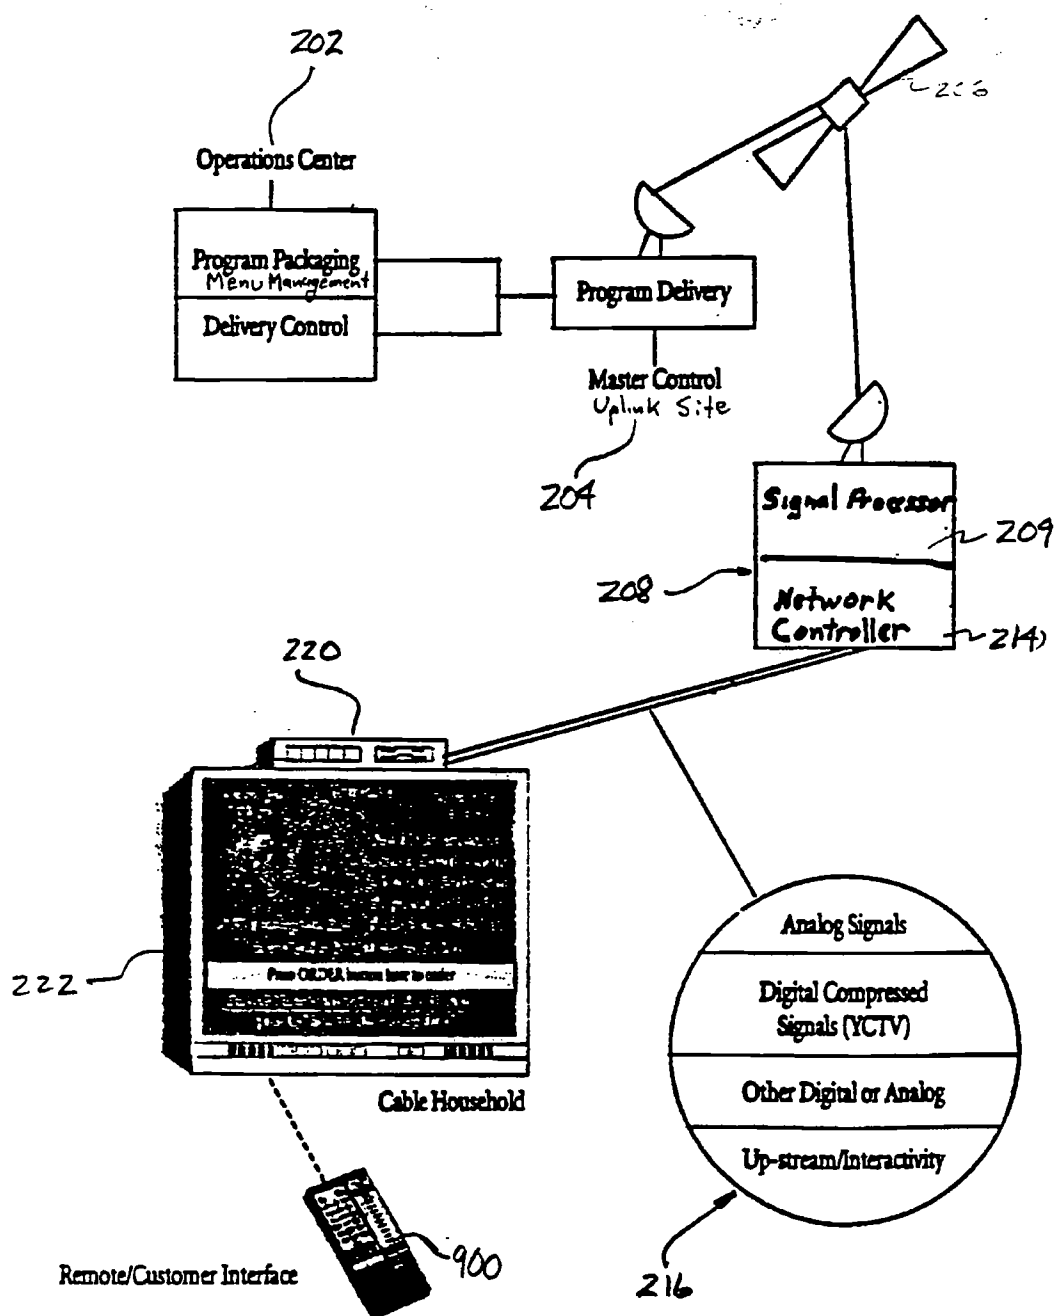 202
Operations Center
Program Packaging
Menu Management
Delivery Control
Program Delivery
Master Control
Uplink Site
204
206
Signal Processor
209
208
Network
Controller
214
220
222
Press ORDER button now to order
Cable Household
Analog Signals
Digital Compressed
Signals (YCTV)
Other Digital or Analog
Up-stream/Interactivity
216
900
Remote/Customer Interface